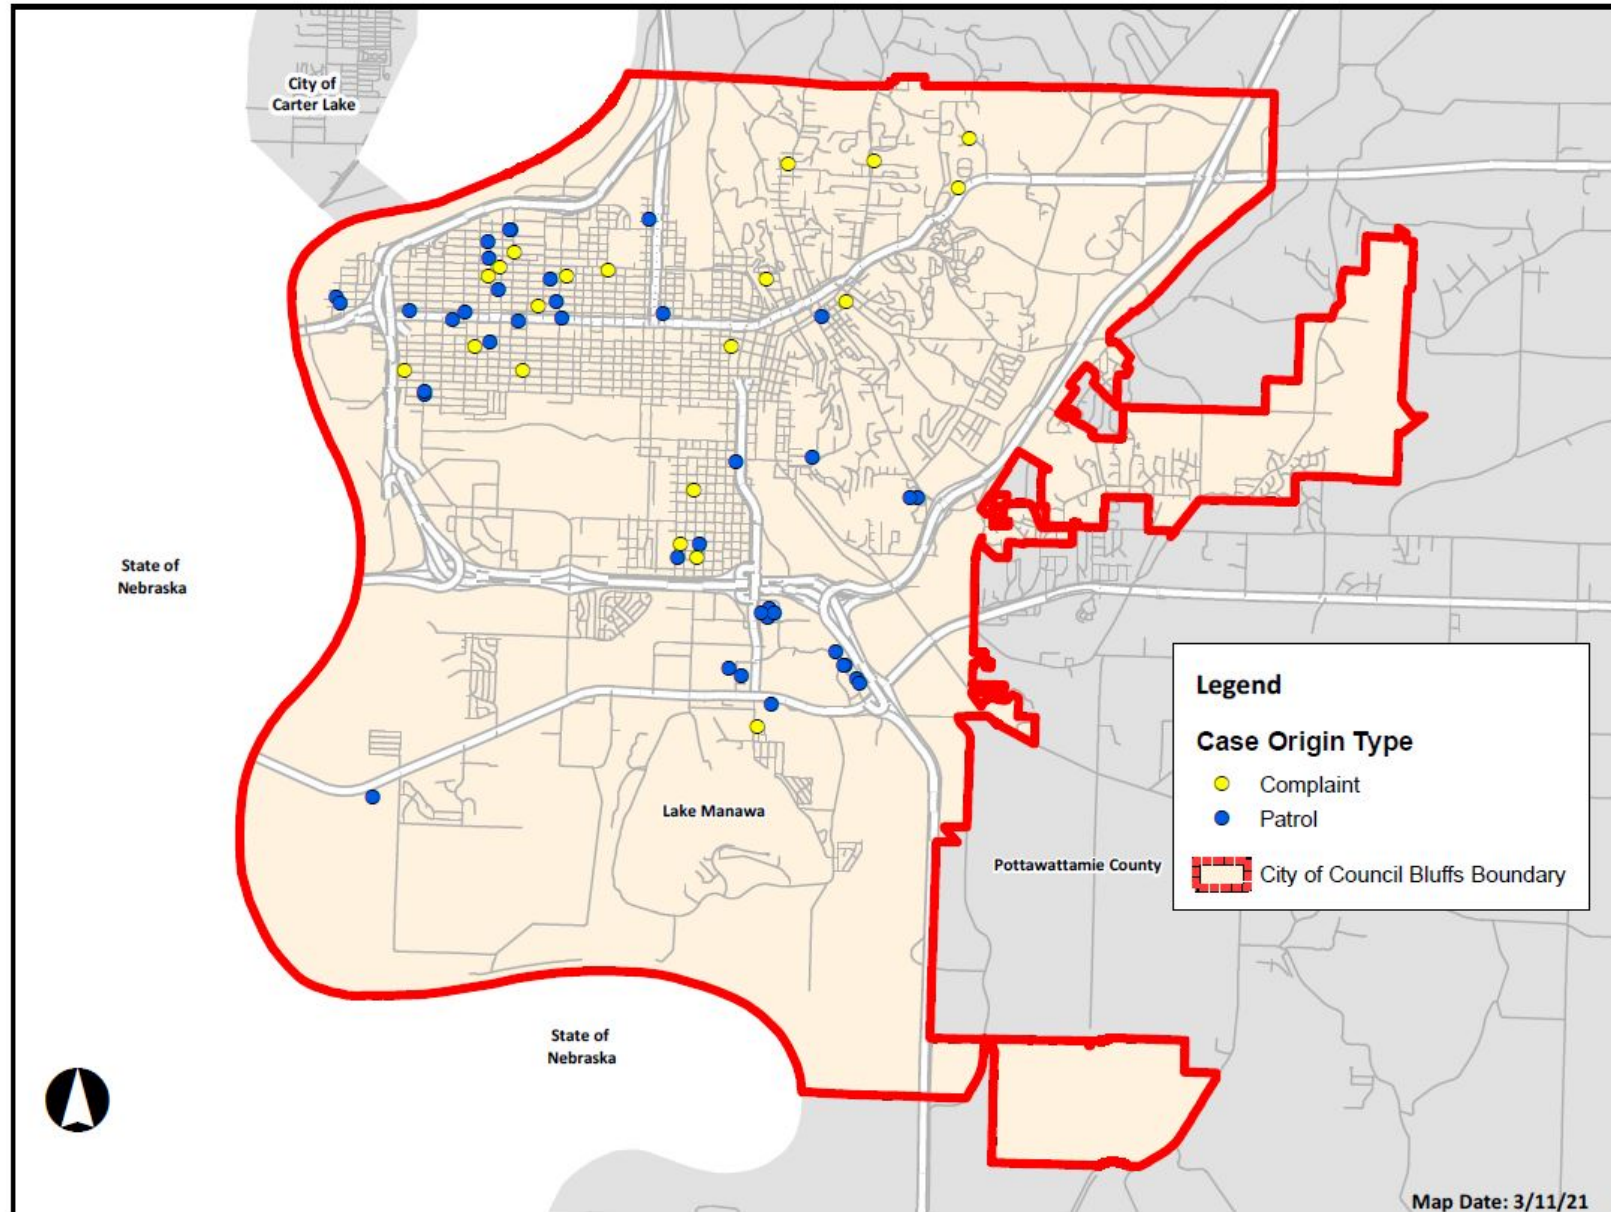 City of
Carter Lake
State of
Nebraska
Legend
Case Origin Type
Complaint
Patrol
City of Council Bluffs Boundary
Lake Manawa
Pottawattamie County
State of
Nebraska
Map Date: 3/11/21